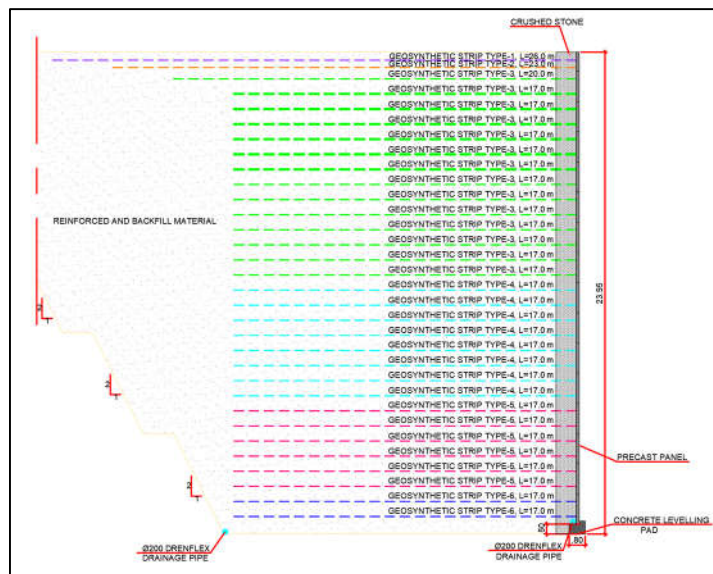 CRUSHED STONE
GEOSYNTHETIC STRIP TYPE-1, L=26.0 m
GEOSYNTHETIC STRIP TYPE-2, L=23.0 m
GEOSYNTHETIC STRIP TYPE-3, L=20.0 m
GEOSYNTHETIC STRIP TYPE-3, L=17.0 m
GEOSYNTHETIC STRIP TYPE-3, L=17.0 m
GEOSYNTHETIC STRIP TYPE-3, L=17.0 m
GEOSYNTHETIC STRIP TYPE-3, L=17.0 m
GEOSYNTHETIC STRIP TYPE-3, L=17.0 m
GEOSYNTHETIC STRIP TYPE-3, L=17.0 m
GEOSYNTHETIC STRIP TYPE-3, L=17.0 m
GEOSYNTHETIC STRIP TYPE-3, L=17.0 m
GEOSYNTHETIC STRIP TYPE-3, L=17.0 m
GEOSYNTHETIC STRIP TYPE-3, L=17.0 m
GEOSYNTHETIC STRIP TYPE-3, L=17.0 m
GEOSYNTHETIC STRIP TYPE-3, L=17.0 m
GEOSYNTHETIC STRIP TYPE-3, L=17.0 m
GEOSYNTHETIC STRIP TYPE-4, L=17.0 m
GEOSYNTHETIC STRIP TYPE-4, L=17.0 m
GEOSYNTHETIC STRIP TYPE-4, L=17.0 m
GEOSYNTHETIC STRIP TYPE-4, L=17.0 m
GEOSYNTHETIC STRIP TYPE-4, L=17.0 m
GEOSYNTHETIC STRIP TYPE-4, L=17.0 m
GEOSYNTHETIC STRIP TYPE-4, L=17.0 m
GEOSYNTHETIC STRIP TYPE-4, L=17.0 m
GEOSYNTHETIC STRIP TYPE-5, L=17.0 m
GEOSYNTHETIC STRIP TYPE-5, L=17.0 m
GEOSYNTHETIC STRIP TYPE-5, L=17.0 m
GEOSYNTHETIC STRIP TYPE-5, L=17.0 m
GEOSYNTHETIC STRIP TYPE-5, L=17.0 m
GEOSYNTHETIC STRIP TYPE-5, L=17.0 m
GEOSYNTHETIC STRIP TYPE-6, L=17.0 m
GEOSYNTHETIC STRIP TYPE-6, L=17.0 m
REINFORCED AND BACKFILL MATERIAL
2
1
2
1
2
1
PRECAST PANEL
CONCRETE LEVELLING
PAD
.50
.80
Ø200 DRENFLEX
DRAINAGE PIPE
Ø200 DRENFLEX
DRAINAGE PIPE